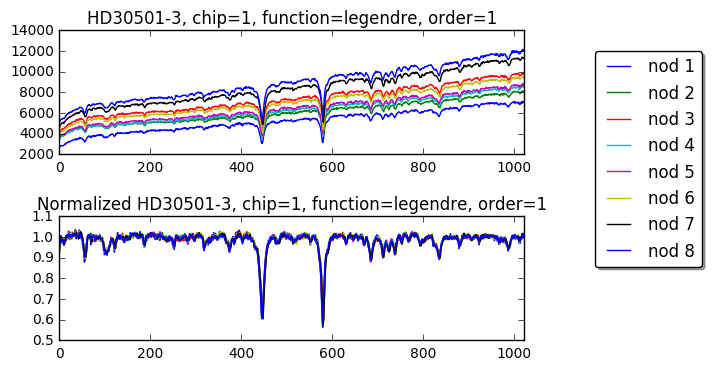 HD30501-3, chip=1, function=legendre, order=1
14000
12000
10000
8000
6000
4000
2000
0 200 400 600 800 1000
Normalized HD30501-3, chip=1, function=legendre, order=1
1.1
1.0
0.9
0.8
0.7
0.6
0.5
0 200 400 600 800 1000
nod 1
nod 2
nod 3
nod 4
nod 5
nod 6
nod 7
nod 8